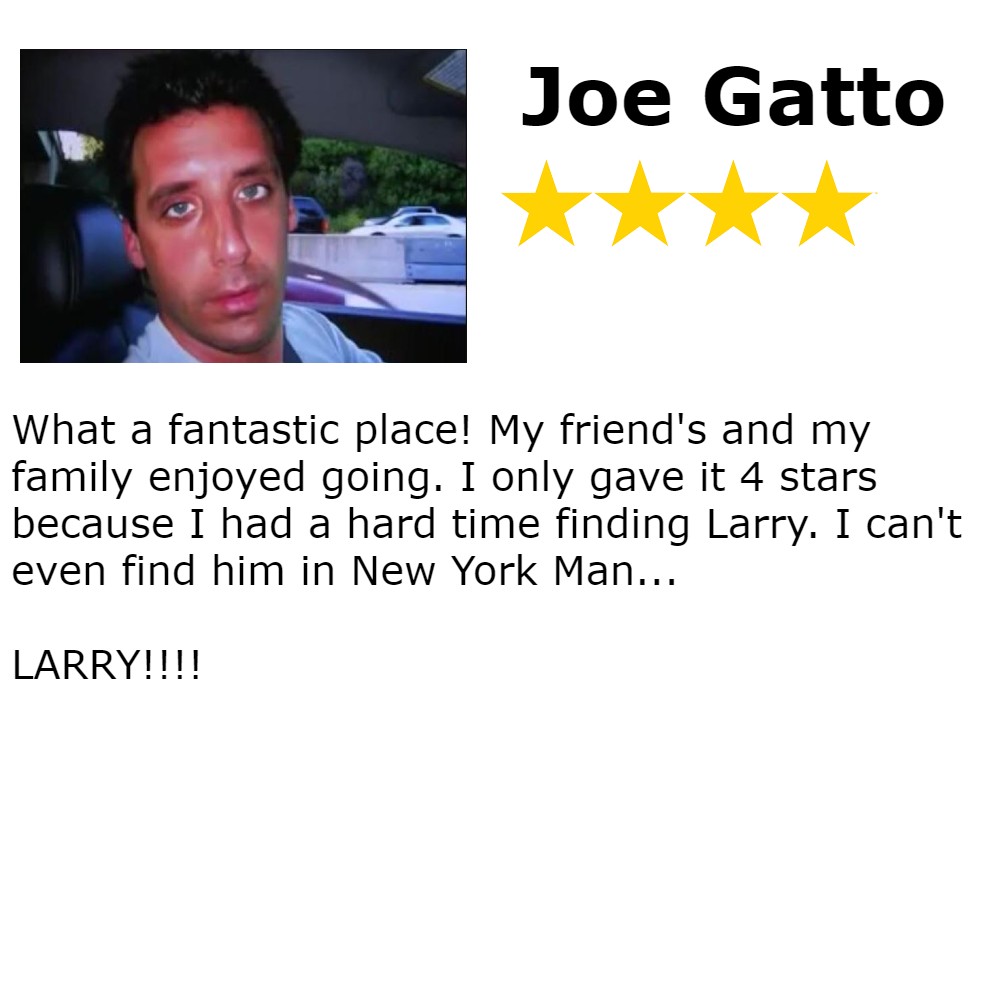 Joe Gatto
What a fantastic place! My friend's and my
family enjoyed going. I only gave it 4 stars
because I had a hard time finding Larry. I can't
even find him in New York Man...
LARRY!!!!